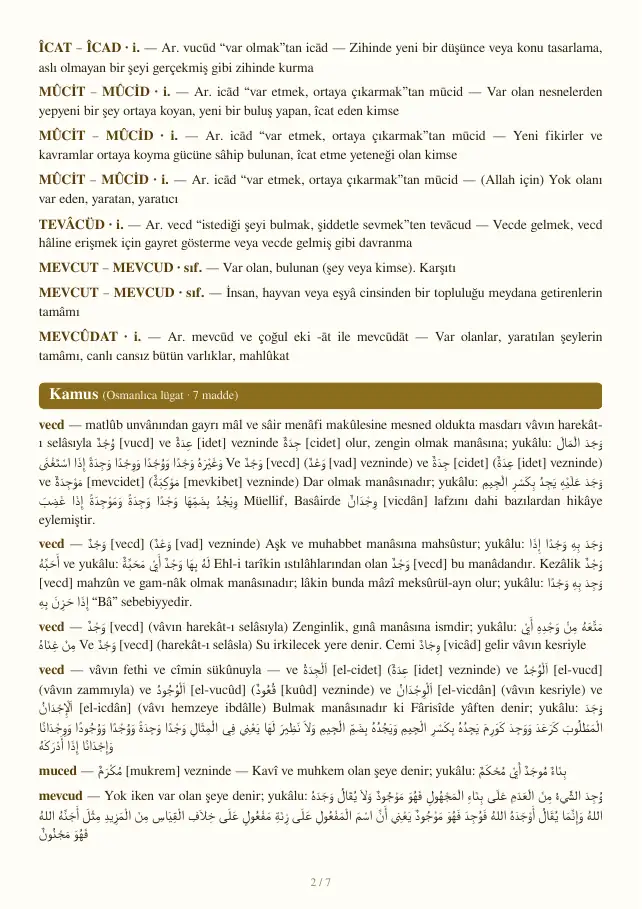 ÎCAT – ÎCAD · i. — Ar. vucūd “var olmak”tan icād — Zihinde yeni bir düşünce veya konu tasarlama,
aslı olmayan bir şeyi gerçekmiş gibi zihinde kurma
MÛCİT – MÛCİD · i. — Ar. icād “var etmek, ortaya çıkarmak”tan mūcid — Var olan nesnelerden
yepyeni bir şey ortaya koyan, yeni bir buluş yapan, îcat eden kimse
MÛCİT – MÛCİD · i. — Ar. icād “var etmek, ortaya çıkarmak”tan mūcid — Yeni fikirler ve
kavramlar ortaya koyma gücüne sâhip bulunan, îcat etme yeteneği olan kimse
MÛCİT – MÛCİD · i. — Ar. icād “var etmek, ortaya çıkarmak”tan mūcid — (Allah için) Yok olanı
var eden, yaratan, yaratıcı
TEVÂCÜD · i. — Ar. vecd “istediği şeyi bulmak, şiddetle sevmek”ten tevācud — Vecde gelmek, vecd
hâline erişmek için gayret gösterme veya vecde gelmiş gibi davranma
MEVCUT – MEVCUD · sıf. — Var olan, bulunan (şey veya kimse). Karşıtı
MEVCUT – MEVCUD · sıf. — İnsan, hayvan veya eşyâ cinsinden bir topluluğu meydana getirenlerin
tamâmı
MEVCÛDAT · i. — Ar. mevcūd ve çoğul eki -āt ile mevcūdāt — Var olanlar, yaratılan şeylerin
tamâmı, canlı cansız bütün varlıklar, mahlûkat
Kamus (Osmanlıca lügat · 7 madde)
vecd — matlûb unvânından gayrı mâl ve sâir menâfi makûlesine mesned oldukta masdarı vâvın harekât-
ı selâsıyla وُجْدٌ [vucd] ve عِدَةٌ [idet] vezninde جِدَةٌ [cidet] olur, zengin olmak manâsına; yukâlu: وَجَدَ الْمَالَ
وَغَيْرَهُ وَجْدًا وَوُجْدًا وَوِجْدًا وَجِدَةً إِذَا اسْتَغْنَى Ve وَجْدٌ [vecd] (وَعْدٌ [vad] vezninde) ve جِدَةٌ [cidet] (عِدَةٌ [idet] vezninde)
ve مَوْجِدَةٌ [mevcidet] (مَوْكِبَةٌ [mevkibet] vezninde) Dar olmak manâsınadır; yukâlu: وَجَدَ عَلَيْهِ يَجِدُ بِكَسْرِ الْجِيمِ
وَيَجُدُ بِضَمِّهَا وَجْدًا وَجِدَةً وَمَوْجِدَةً إِذَا غَضِبَ Müellif, Basâirde وِجْدَانٌ [vicdân] lafzını dahi bazılardan hikâye
eylemiştir.
vecd — وَجْدٌ [vecd] (وَعْدٌ [vad] vezninde) Aşk ve muhabbet manâsına mahsûstur; yukâlu: وَجَدَ بِهِ وَجْدًا إِذَا
أَحَبَّهُ ve yukâlu: لَهُ بِهَا وَجْدٌ أَيْ مَحَبَّةٌ Ehl-i tarîkin ıstılâhlarından olan وَجْدٌ [vecd] bu manâdandır. Kezâlik وَجْدٌ
[vecd] mahzûn ve gam-nâk olmak manâsınadır; lâkin bunda mâzî meksûrül-ayn olur; yukâlu: وَجِدَ بِهِ وَجْدًا
إِذَا حَزِنَ بِهِ “Bâ” sebebiyyedir.
vecd — وَجْدٌ [vecd] (vâvın harekât-ı selâsıyla) Zenginlik, gınâ manâsına ismdir; yukâlu: مَتَّعَهُ مِنْ وَجْدِهِ أَيْ
مِنْ غِنَاهُ Ve وَجْدٌ [vecd] (harekât-ı selâsla) Su irkilecek yere denir. Cemi وِجَادٌ [vicâd] gelir vâvın kesriyle
vecd — vâvın fethi ve cîmin sükûnuyla — ve اَلْجِدَةُ [el-cidet] (عِدَةٌ [idet] vezninde) ve اَلْوُجْدُ [el-vucd]
(vâvın zammıyla) ve اَلْوُجُودُ [el-vucûd] (قُعُودٌ [kuûd] vezninde) ve اَلْوِجْدَانُ [el-vicdân] (vâvın kesriyle) ve
اَلْإِجْدَانُ [el-icdân] (vâvı hemzeye ibdâlle) Bulmak manâsınadır ki Fârisîde yâften denir; yukâlu: وَجَدَ
الْمَطْلُوبَ كَرَعَدَ وَوَجِدَ كَوَرِمَ يَجِدُهُ بِكَسْرِ الْجِيمِ وَيَجُدُهُ بِضَمِّ الْجِيمِ وَلاَ نَظِيرَ لَهَا يَعْنِي فِي الْمِثَالِ وَجْدًا وَجِدَةً وَوُجْدًا وَوُجُودًا وَوِجْدَانًا
وَإِجْدَانًا إِذَا أَدْرَكَهُ
muced — مُكْرَمٌ [mukrem] vezninde — Kavî ve muhkem olan şeye denir; yukâlu: بِنَاءٌ مُوجَدٌ أَيْ مُحْكَمٌ
mevcud — Yok iken var olan şeye denir; yukâlu: وُجِدَ الشَّيْءُ مِنَ الْعَدَمِ عَلَى بِنَاءِ الْمَجْهُولِ فَهُوَ مَوْجُودٌ وَلاَ يُقَالُ وَجَدَهُ
اللهُ وَإِنَّمَا يُقَالُ أَوْجَدَهُ اللهُ فَوُجِدَ فَهُوَ مَوْجُودٌ يَعْنِي أَنَّ اسْمَ الْمَفْعُولِ عَلَى زِنَةِ مَفْعُولٍ عَلَى خِلاَفِ الْقِيَاسِ مِنَ الْمَزِيدِ مِثْلَ أَجَنَّهُ اللهُ
فَهُوَ مَجْنُونٌ
2 / 7